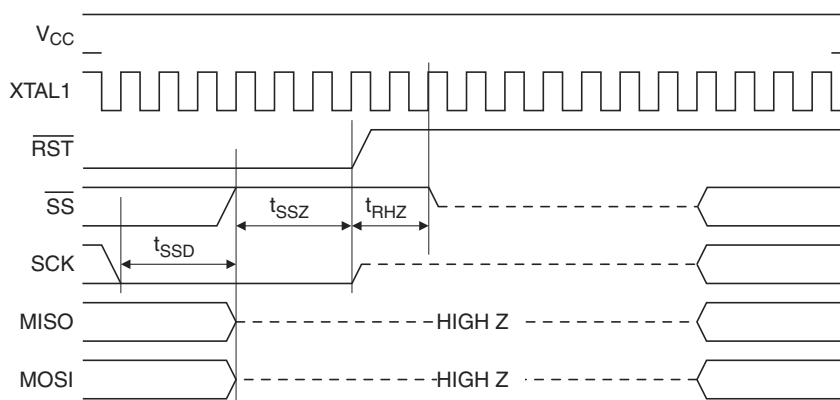 VCC
XTAL1
RST
SS
tSSZ
tRHZ
SCK
tSSD
MISO
HIGH Z
MOSI
HIGH Z